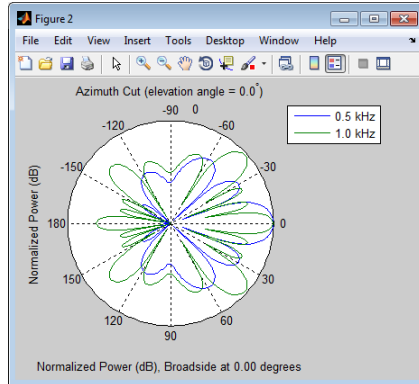 Figure 2
File Edit View Insert Tools Desktop Window Help
Azimuth Cut (elevation angle = 0.0°)
-90 0
-120 -60
0.5 kHz
1.0 kHz
-150 -30
Normalized Power (dB)
180 0
150 30
120 60
90
Normalized Power (dB), Broadside at 0.00 degrees